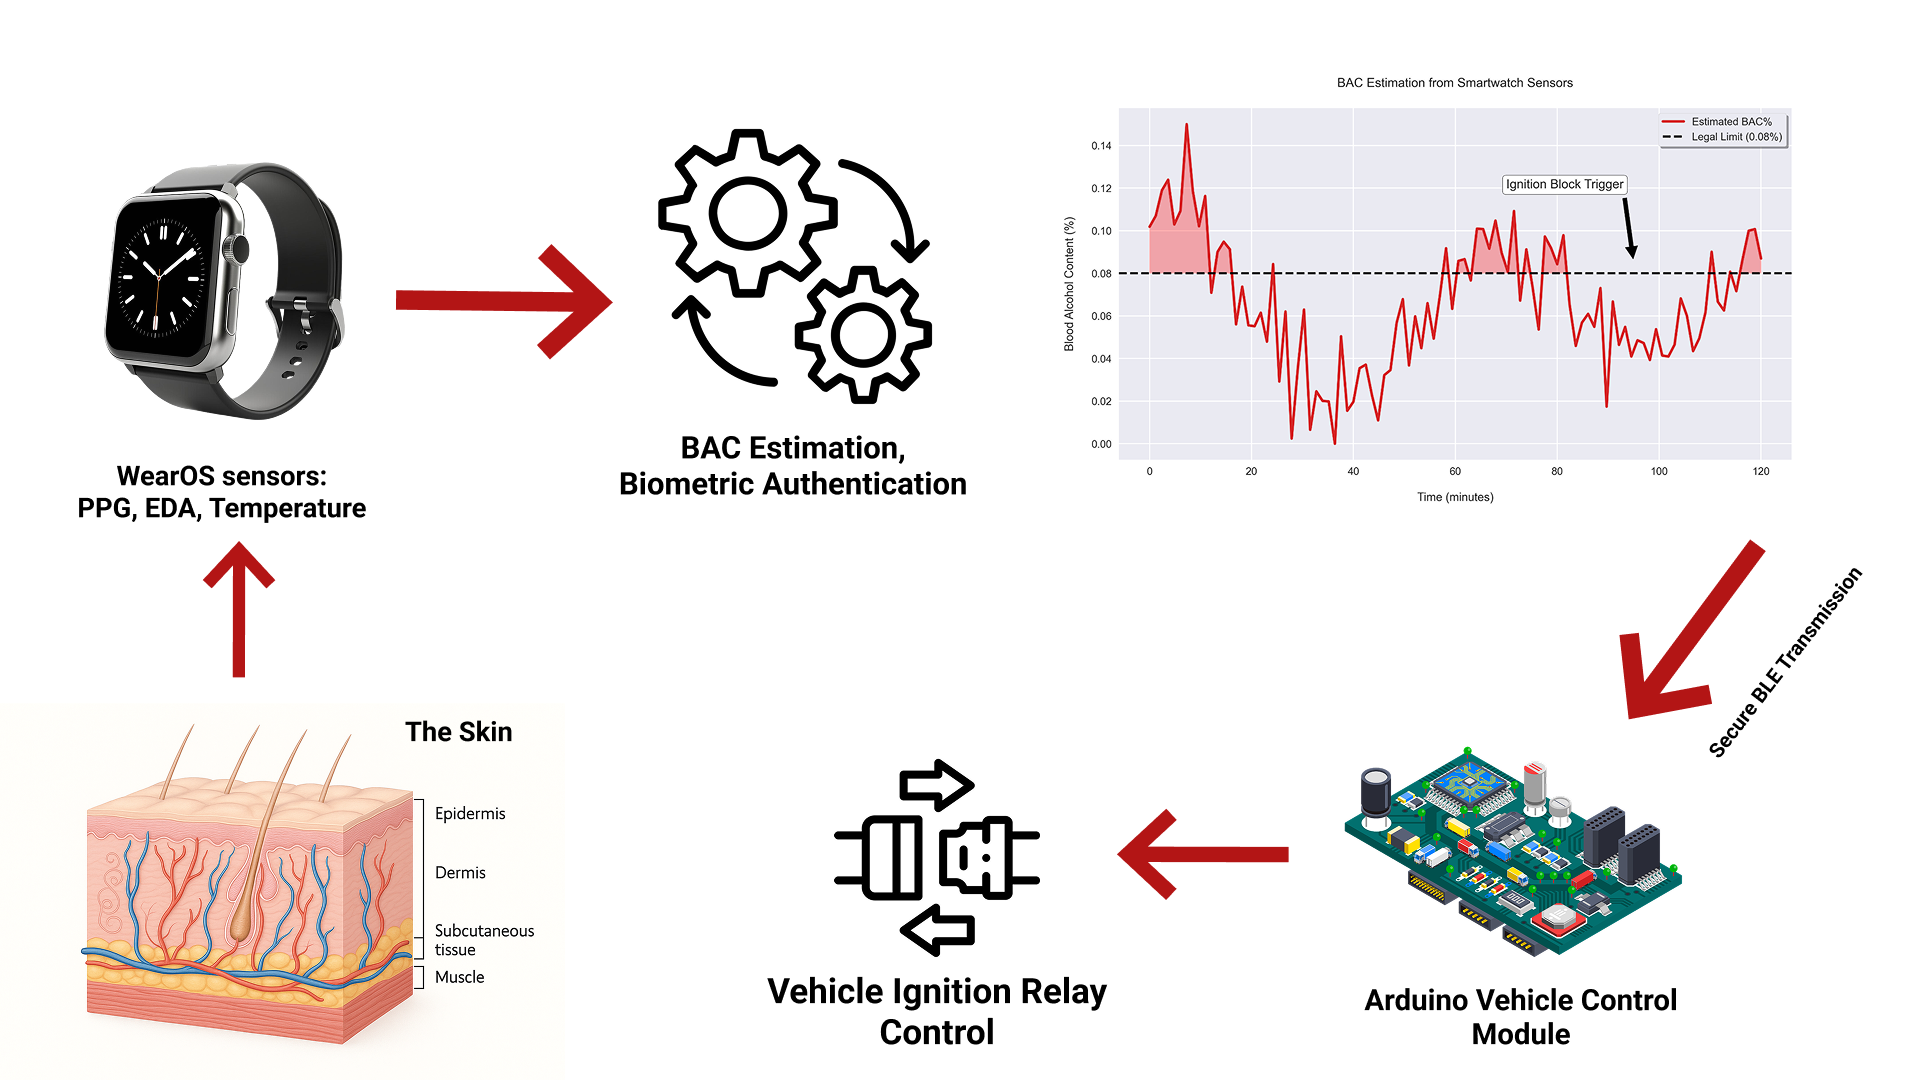 BAC Estimation from Smartwatch Sensors
Estimated BAC%
Legal Limit (0.08%)
Ignition Block Trigger
Blood Alcohol Content (%)
0.14
0.12
0.10
0.08
0.06
0.04
0.02
0.00
0 20 40 60 80 100 120
Time (minutes)
WearOS sensors:
PPG, EDA, Temperature
BAC Estimation,
Biometric Authentication
Secure BLE Transmission
The Skin
Epidermis
Dermis
Subcutaneous
tissue
Muscle
Vehicle Ignition Relay
Control
Arduino Vehicle Control
Module